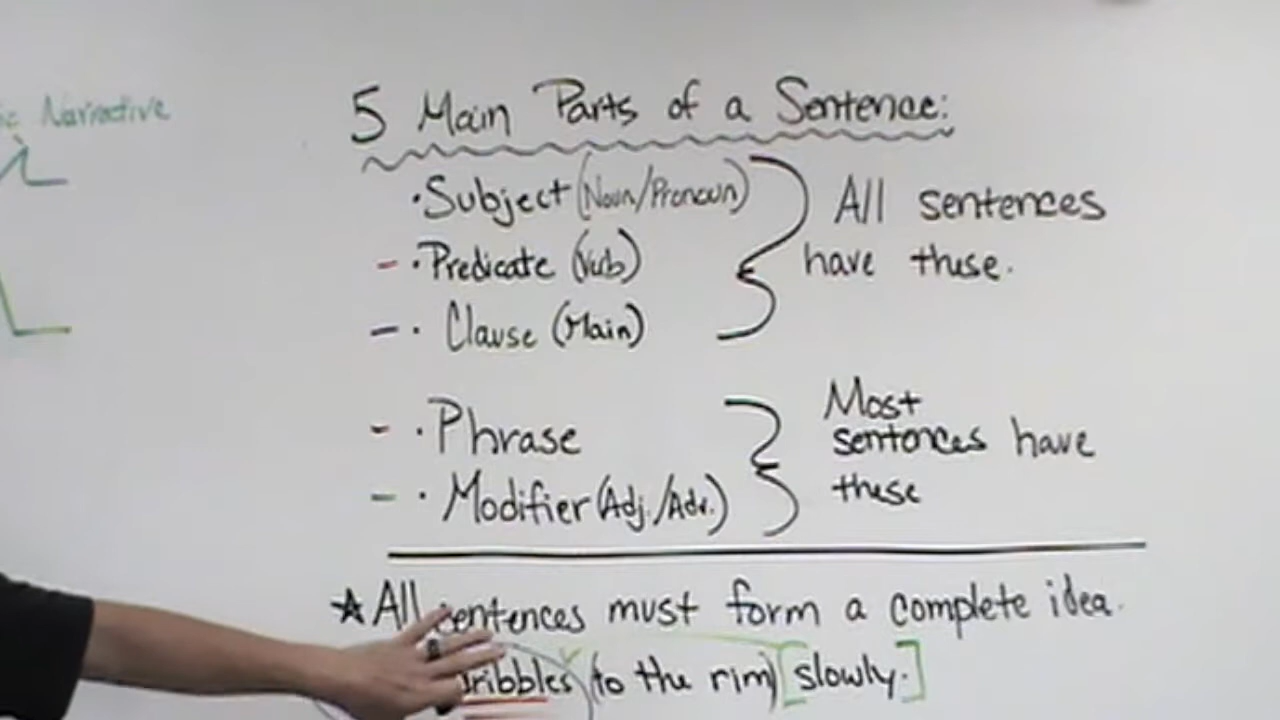 Narrative
5 Main Parts of a Sentence:
• Subject (Noun/Pronoun)
All sentences
- • Predicate (Verb)
have these.
- • Clause (Main)
Most
- • Phrase
sentences have
- • Modifier (Adj./Adv.)
these
★ All sentences must form a complete idea.
(to the rim) [slowly.]